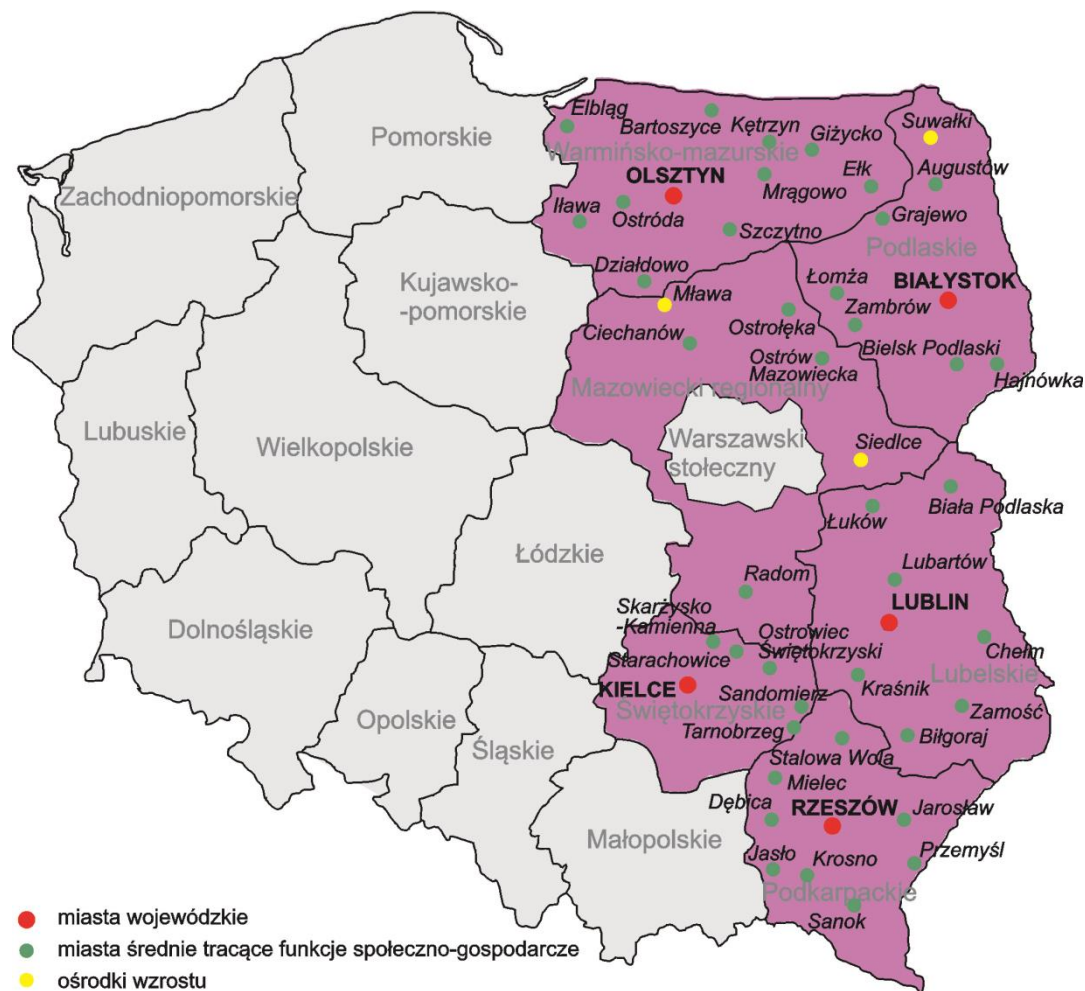 Pomorskie
Zachodniopomorskie
Kujawsko-
-pomorskie
Lubuskie
Wielkopolskie
Łódzkie
Dolnośląskie
Opolskie
Śląskie
Małopolskie
Elbląg
Bartoszyce
Kętrzyn
Giżycko
Warmińsko-mazurskie
OLSZTYN
Mrągowo
Ełk
Iława
Ostróda
Szczytno
Działdowo
Suwałki
Augustów
Grajewo
Podlaskie
Łomża
BIAŁYSTOK
Zambrów
Bielsk Podlaski
Hajnówka
Mława
Ciechanów
Ostrołęka
Ostrów
Mazowiecka
Mazowiecki regionalny
Warszawski
stołeczny
Siedlce
Radom
Biała Podlaska
Łuków
Lubartów
LUBLIN
Chełm
Lubelskie
Kraśnik
Zamość
Biłgoraj
Skarżysko
-Kamienna
Starachowice
Ostrowiec
Świętokrzyski
KIELCE
Sandomierz
Świętokrzyskie
Tarnobrzeg
Stalowa Wola
Mielec
Dębica
RZESZÓW
Jarosław
Przemyśl
Jasło
Krosno
Podkarpackie
Sanok
miasta wojewódzkie
miasta średnie tracące funkcje społeczno-gospodarcze
ośrodki wzrostu